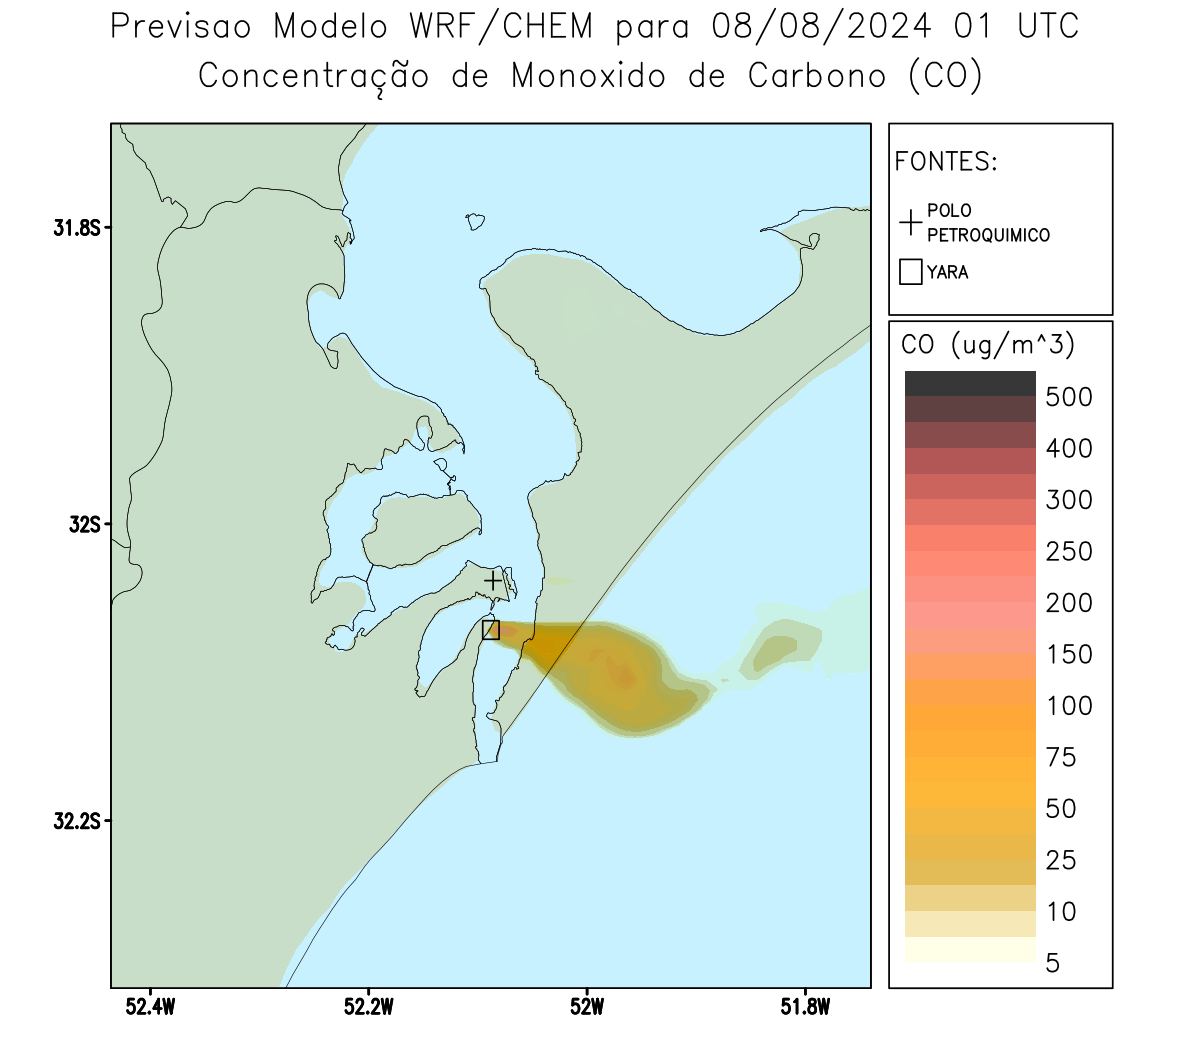 Previsao Modelo WRF/CHEM para 08/08/2024 01 UTC
Concentração de Monoxido de Carbono (CO)
FONTES:
POLO
PETROQUIMICO
YARA
CO (ug/m^3)
500
400
300
250
200
150
100
75
50
25
10
5
31.8S
32S
32.2S
52.4W
52.2W
52W
51.8W